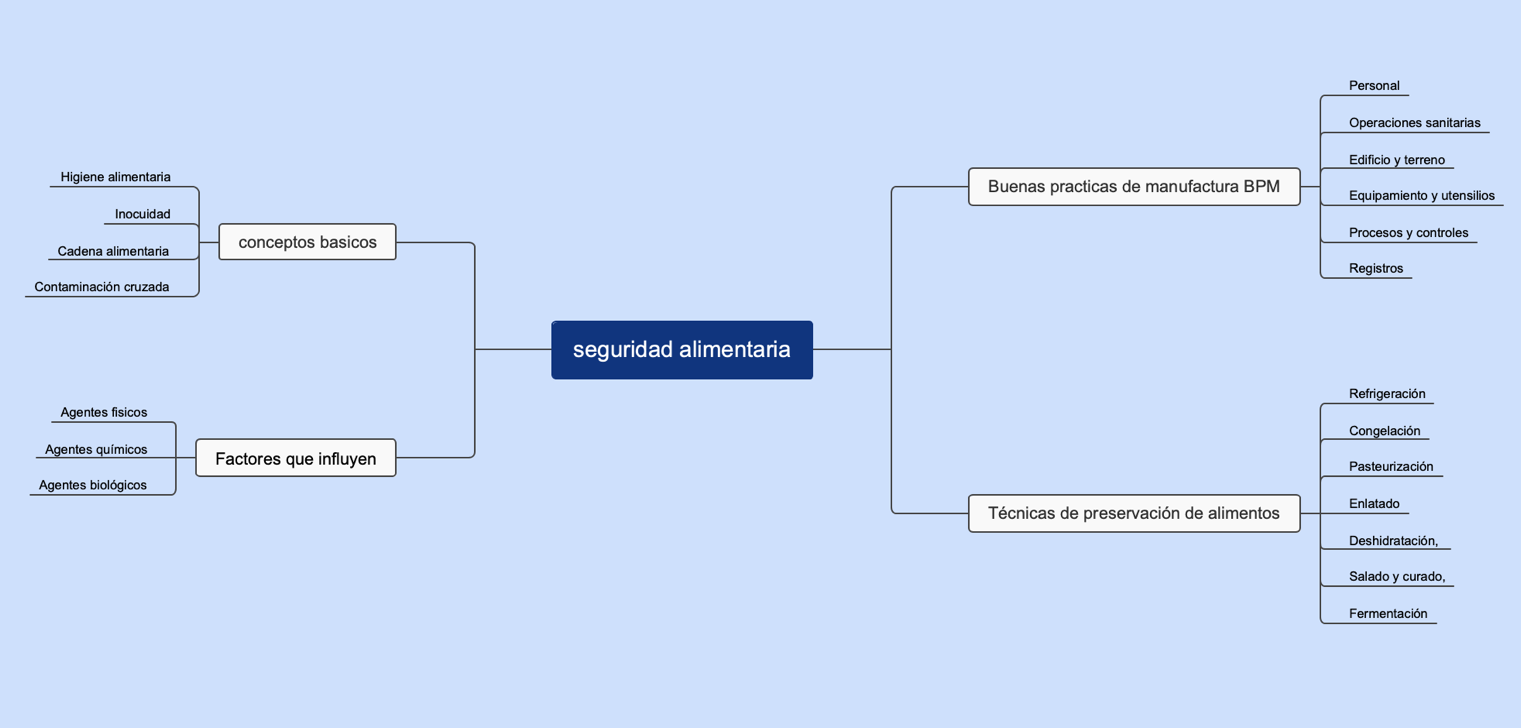 seguridad alimentaria
conceptos basicos
Higiene alimentaria
Inocuidad
Cadena alimentaria
Contaminación cruzada
Factores que influyen
Agentes fisicos
Agentes químicos
Agentes biológicos
Buenas practicas de manufactura BPM
Personal
Operaciones sanitarias
Edificio y terreno
Equipamiento y utensilios
Procesos y controles
Registros
Técnicas de preservación de alimentos
Refrigeración
Congelación
Pasteurización
Enlatado
Deshidratación,
Salado y curado,
Fermentación